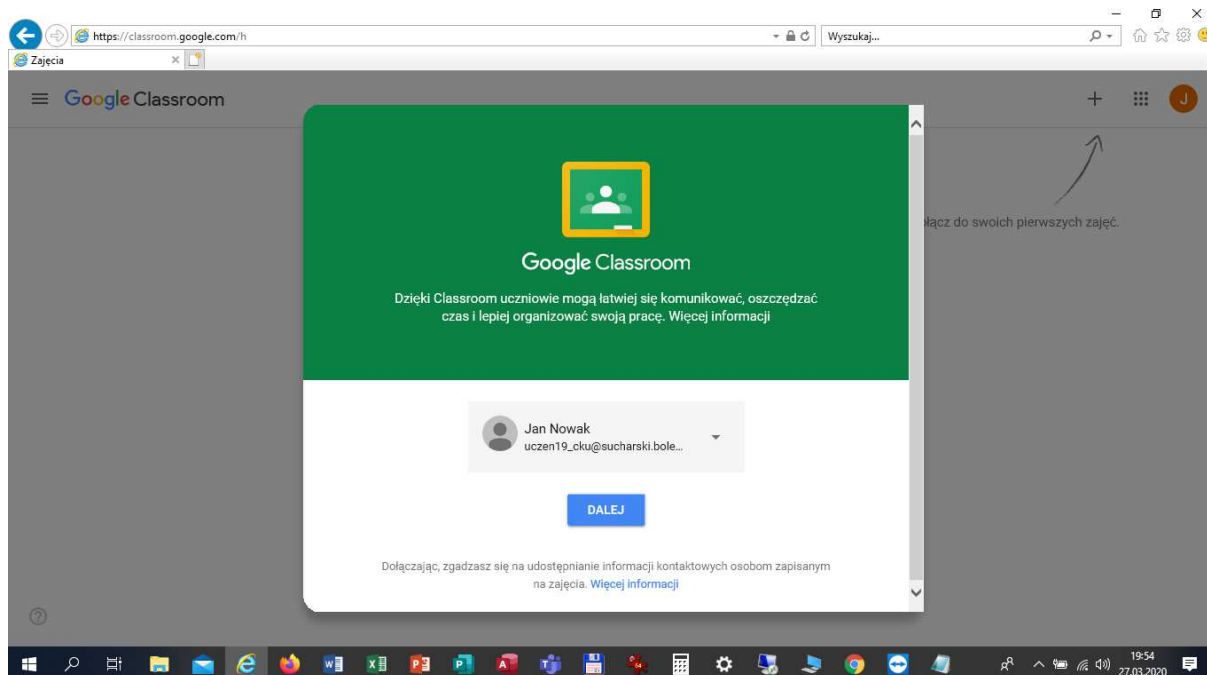 https://classroom.google.com/h
Wyszukaj...
Zajęcia
Google Classroom
J
Google Classroom
Dzięki Classroom uczniowie mogą łatwiej się komunikować, oszczędzać
czas i lepiej organizować swoją pracę. Więcej informacji
łącz do swoich pierwszych zajęć.
Jan Nowak
uczen19_cku@sucharski.bole...
DALEJ
Dołączając, zgadzasz się na udostępnianie informacji kontaktowych osobom zapisanym
na zajęcia. Więcej informacji
19:54
27.03.2020